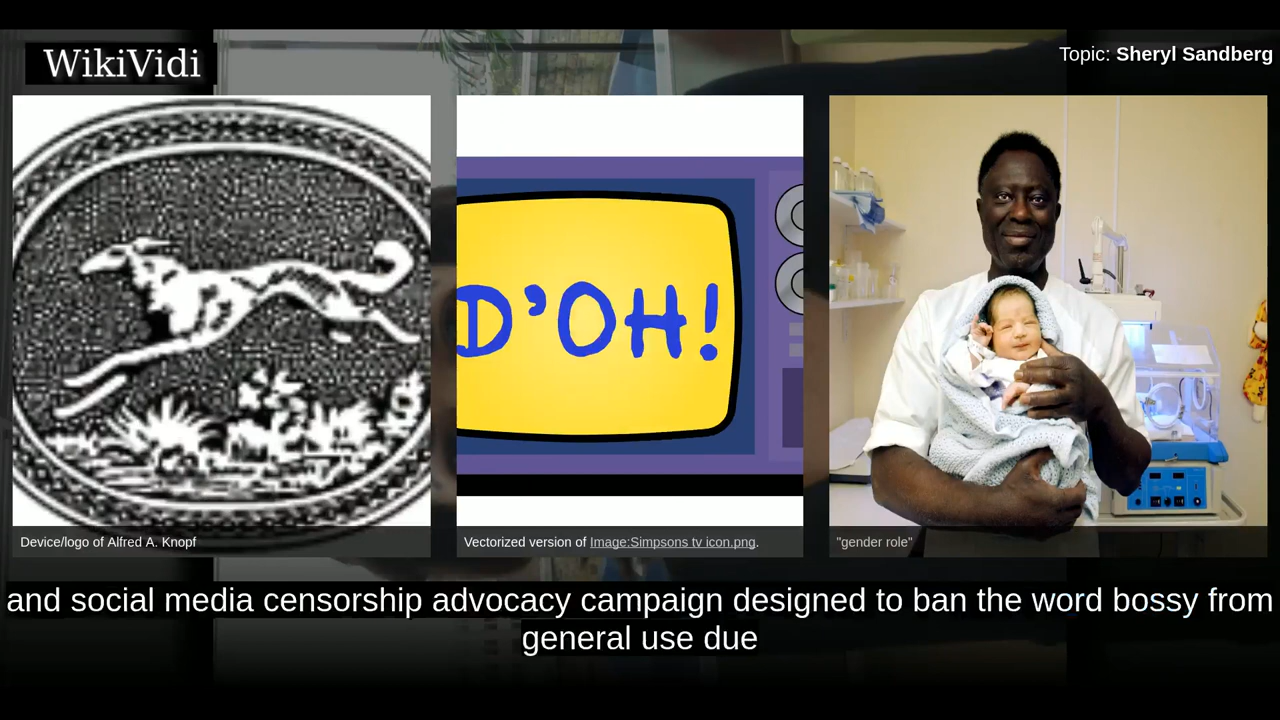 WikiVidi
Topic: Sheryl Sandberg
D'OH!
Device/logo of Alfred A. Knopf
Vectorized version of Image:Simpsons tv icon.png.
"gender role"
and social media censorship advocacy campaign designed to ban the word bossy from
general use due